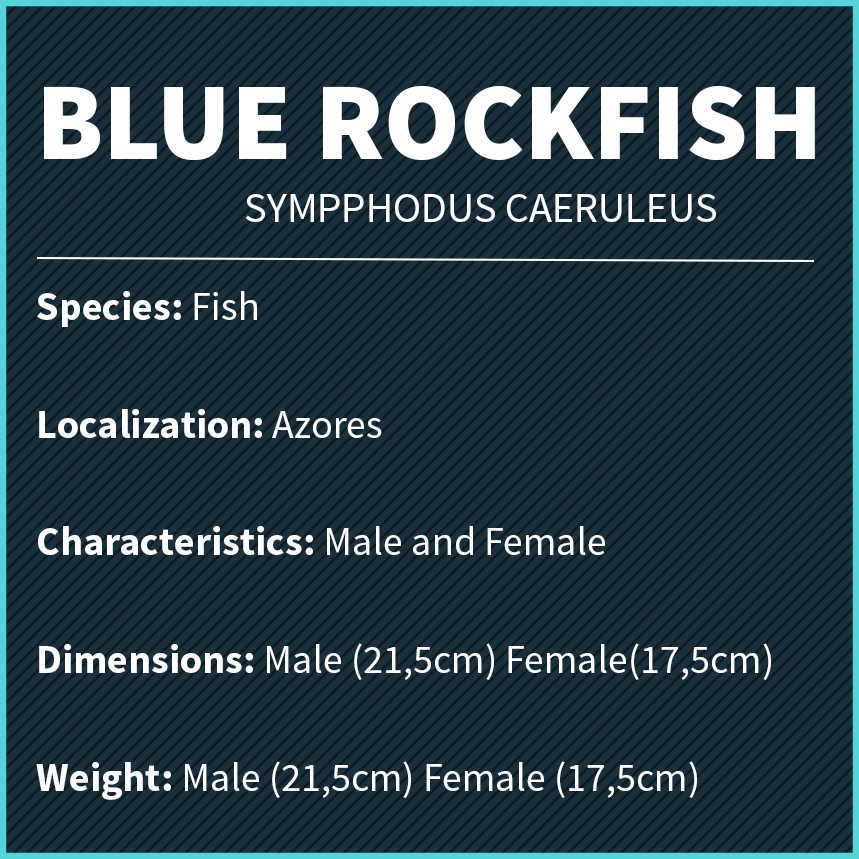 BLUE ROCKFISH
SYMPPHODUS CAERULEUS
Species: Fish
Localization: Azores
Characteristics: Male and Female
Dimensions: Male (21,5cm) Female(17,5cm)
Weight: Male (21,5cm) Female (17,5cm)